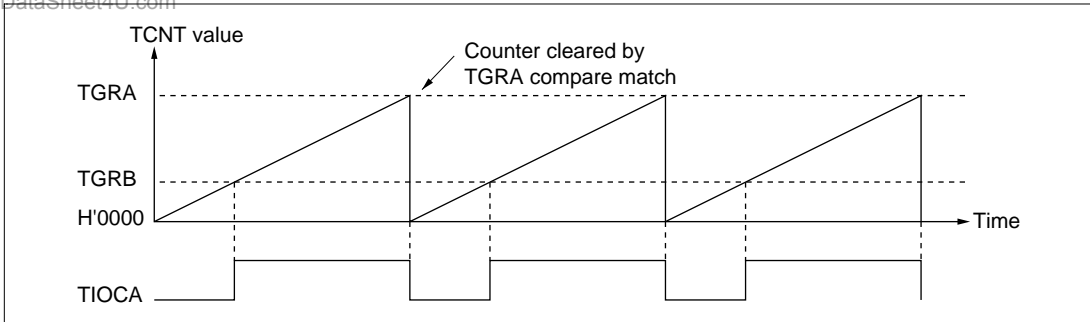 DataSheet4U.com
TCNT value
Counter cleared by
TGRA compare match
TGRA
TGRB
H'0000
Time
TIOCA